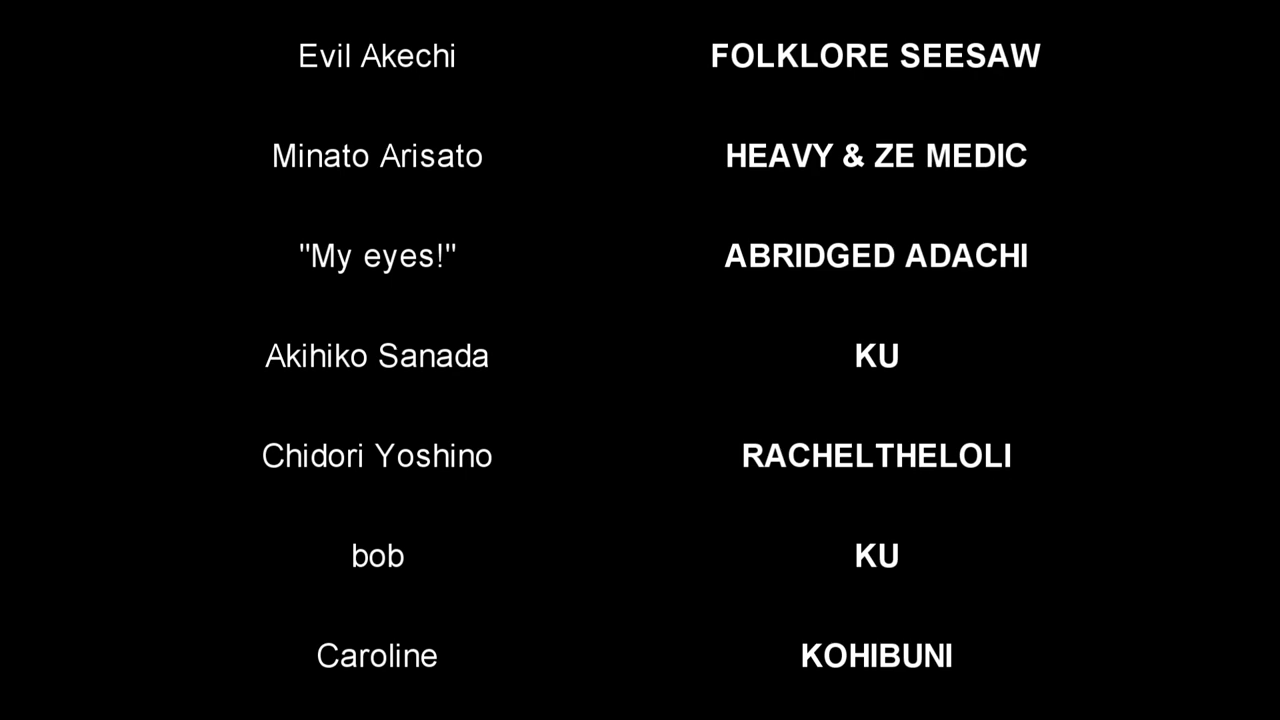 Evil Akechi FOLKLORE SEESAW
Minato Arisato HEAVY & ZE MEDIC
"My eyes!" ABRIDGED ADACHI
Akihiko Sanada KU
Chidori Yoshino RACHELTHELOLI
bob KU
Caroline KOHIBUNI